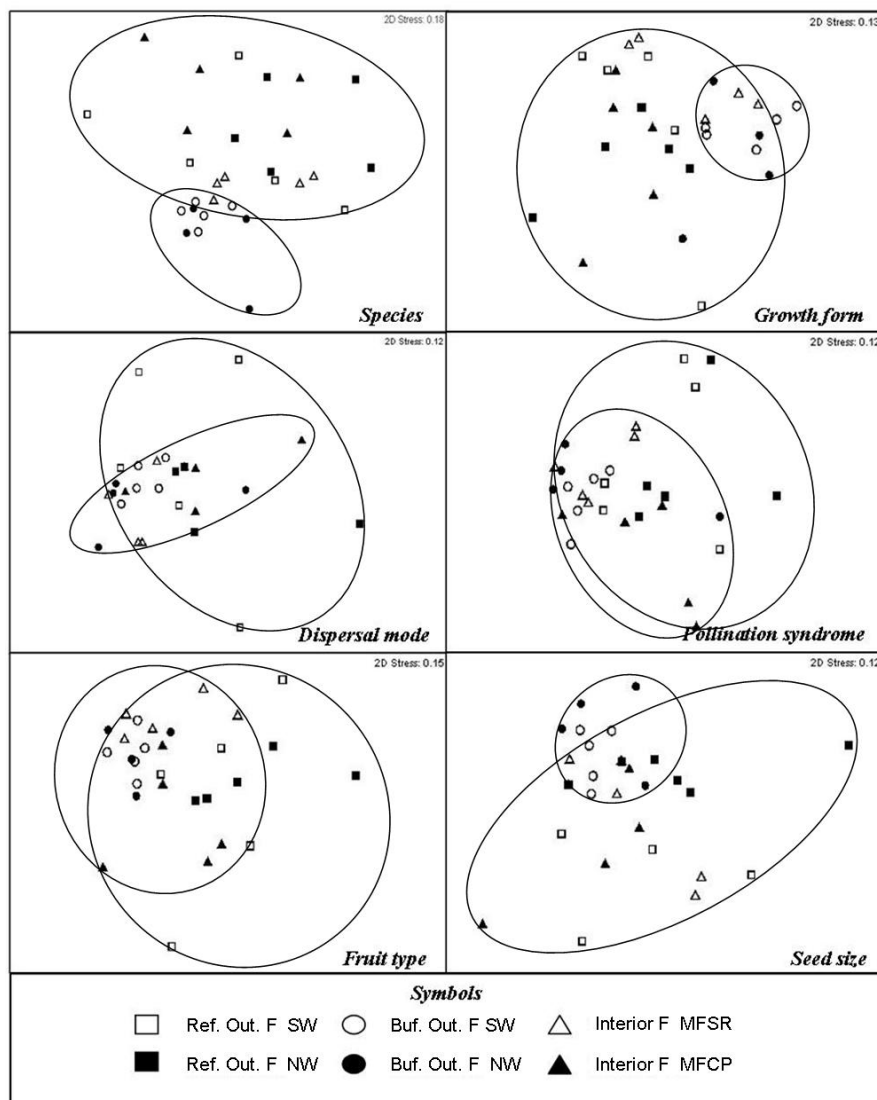 2D Stress: 0.18
Species
2D Stress: 0.13
Growth form
2D Stress: 0.12
Dispersal mode
2D Stress: 0.12
Pollination syndrome
2D Stress: 0.15
Fruit type
2D Stress: 0.12
Seed size
Symbols
Ref. Out. F SW
Buf. Out. F SW
Interior F MFSR
Ref. Out. F NW
Buf. Out. F NW
Interior F MFCP